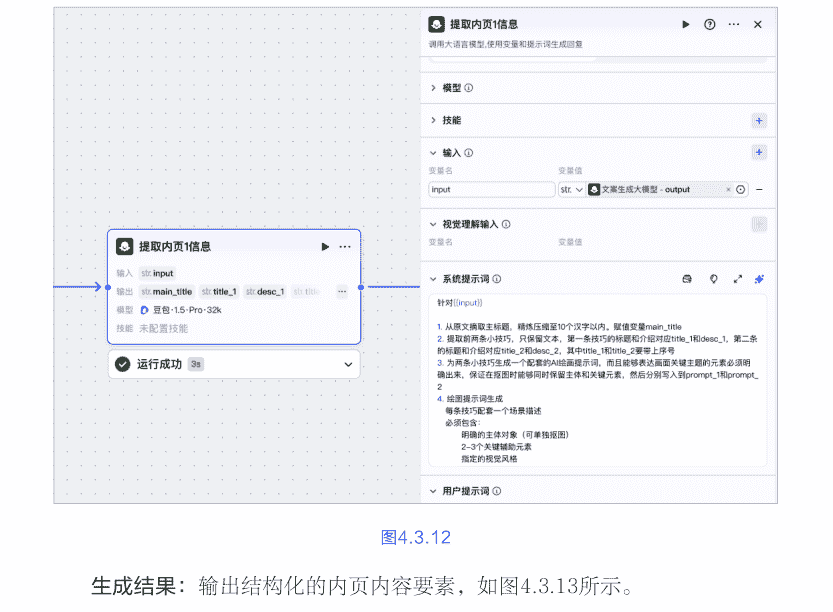 提取内页1信息
调用大语言模型,使用变量和提示词生成回复
模型
技能
输入
变量名 变量值
input str. 文案生成大模型 - output
视觉理解输入
变量名 变量值
系统提示词
针对{{input}}
1. 从原文摘取主标题，精炼压缩至10个汉字以内。赋值变量main_title
2. 提取前两条小技巧，只保留文本，第一条技巧的标题和介绍对应title_1和desc_1，第二条
的标题和介绍对应title_2和desc_2，其中title_1和title_2要带上序号
3. 为两条小技巧生成一个配套的AI绘画提示词，而且能够表达画面关键主题的元素必须明
确出来，保证在抠图时能够同时保留主体和关键元素，然后分别写入到prompt_1和prompt_
2
4. 绘图提示词生成
每条技巧配套一个场景描述
必须包含：
明确的主体对象（可单独抠图）
2-3个关键辅助元素
指定的视觉风格
用户提示词
提取内页1信息
输入 str. input
输出 str. main_title str. title_1 str. desc_1 str. title
模型 豆包·1.5·Pro·32k
技能 未配置技能
运行成功 3s
图4.3.12
生成结果：输出结构化的内页内容要素，如图4.3.13所示。